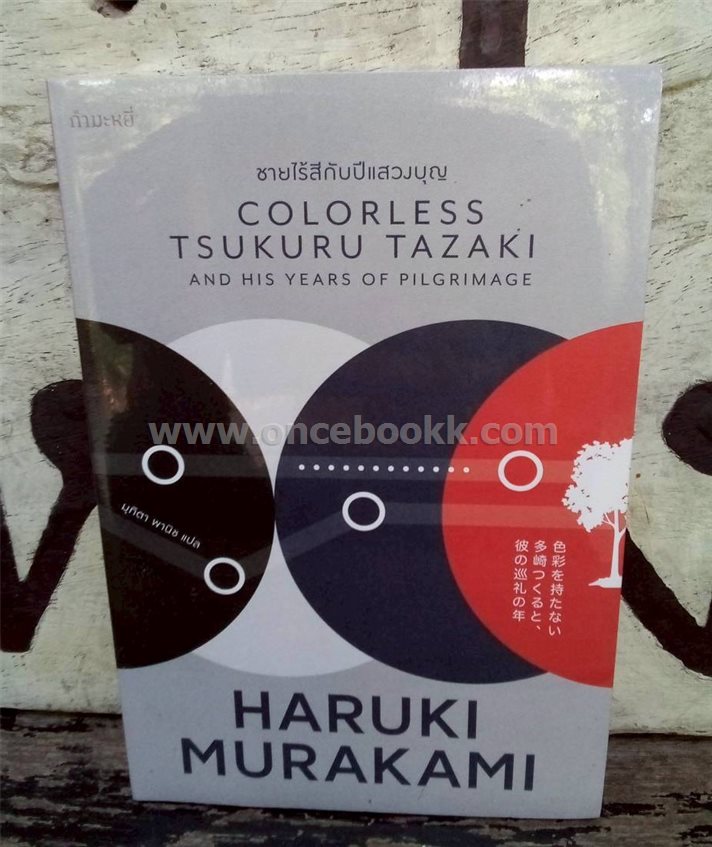 กำมะหยี่
ชายไร้สีกับปีแสวงบุญ
COLORLESS
TSUKURU TAZAKI
AND HIS YEARS OF PILGRIMAGE
www.oncebookk.com
มุทิตา พานิช แปล
色彩を持たない
多崎つくると、
彼の巡礼の年
HARUKI
MURAKAMI